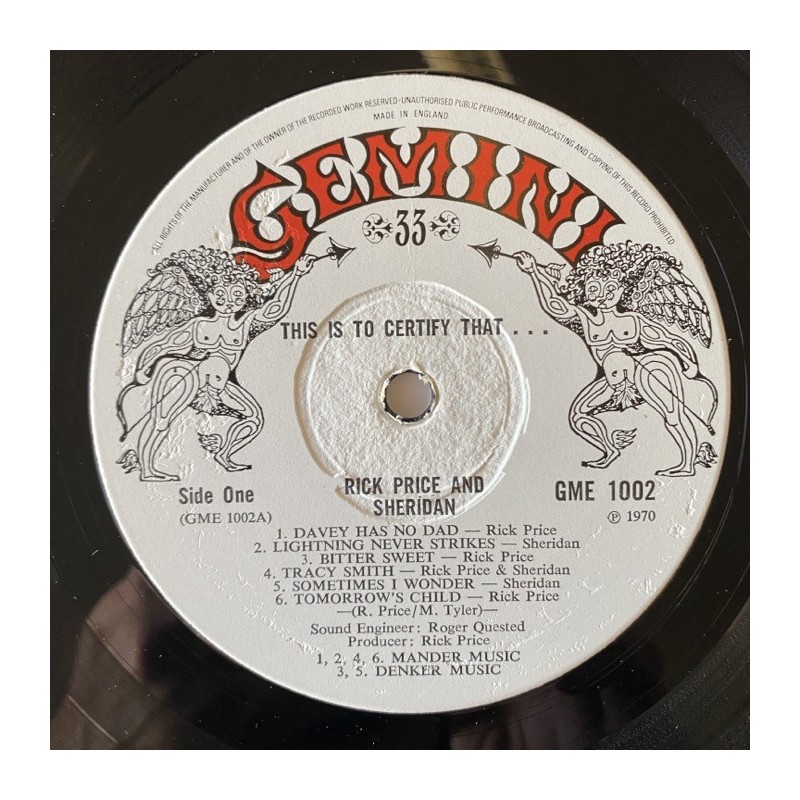 "ALL RIGHTS OF THE MANUFACTURER AND OF THE OWNER OF THE RECORDED WORK RESERVED · UNAUTHORISED PUBLIC PERFORMANCE BROADCASTING AND COPYING OF THIS RECORD PROHIBITED
MADE IN ENGLAND
GEMINI
33
THIS IS TO CERTIFY THAT . . .
RICK PRICE AND
SHERIDAN
Side One
(GME 1002A)
GME 1002
℗ 1970
1. DAVEY HAS NO DAD — Rick Price
2. LIGHTNING NEVER STRIKES — Sheridan
3. BITTER SWEET — Rick Price
4. TRACY SMITH — Rick Price & Sheridan
5. SOMETIMES I WONDER — Sheridan
6. TOMORROW'S CHILD — Rick Price
—(R. Price/M. Tyler)—
Sound Engineer: Roger Quested
Producer: Rick Price
1, 2, 4, 6. MANDER MUSIC
3, 5. DENKER MUSIC